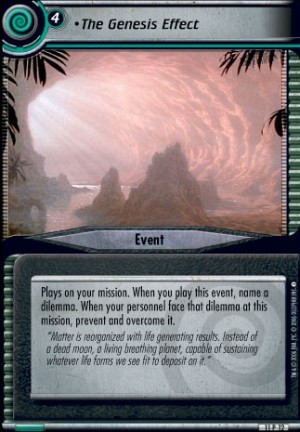 4
•The Genesis Effect
Event
Plays on your mission. When you play this event, name a
dilemma. When your personnel face that dilemma at this
mission, prevent and overcome it.
"Matter is reorganized with life generating results. Instead of
a dead moon, a living breathing planet, capable of sustaining
whatever life forms we see fit to deposit on it."